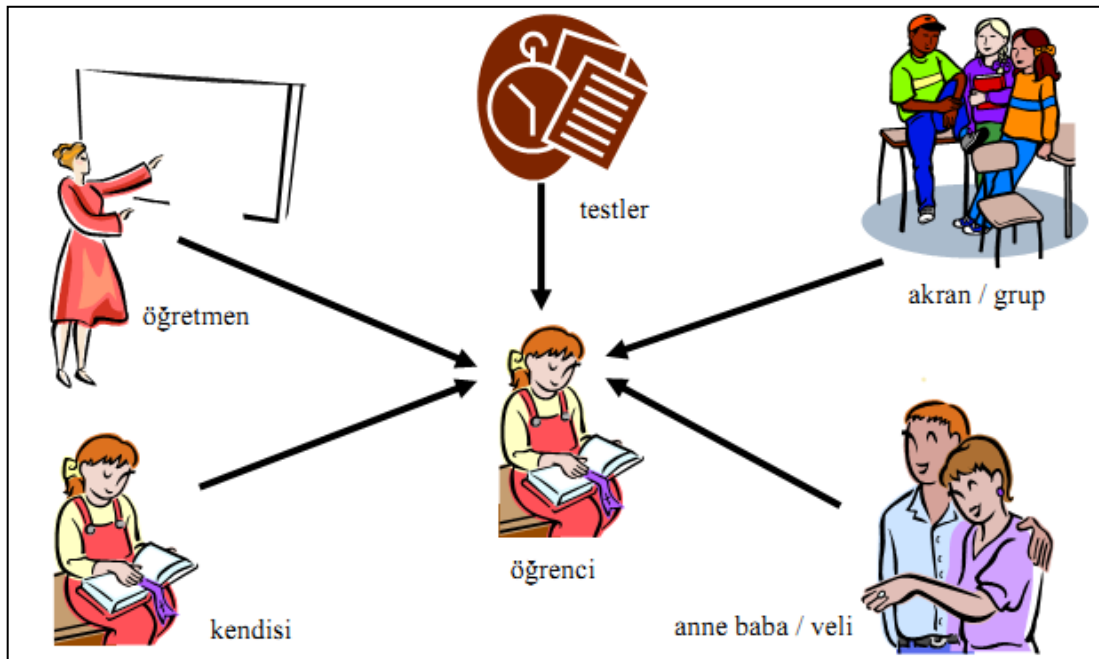 testler
akran / grup
öğretmen
öğrenci
kendisi
anne baba / veli